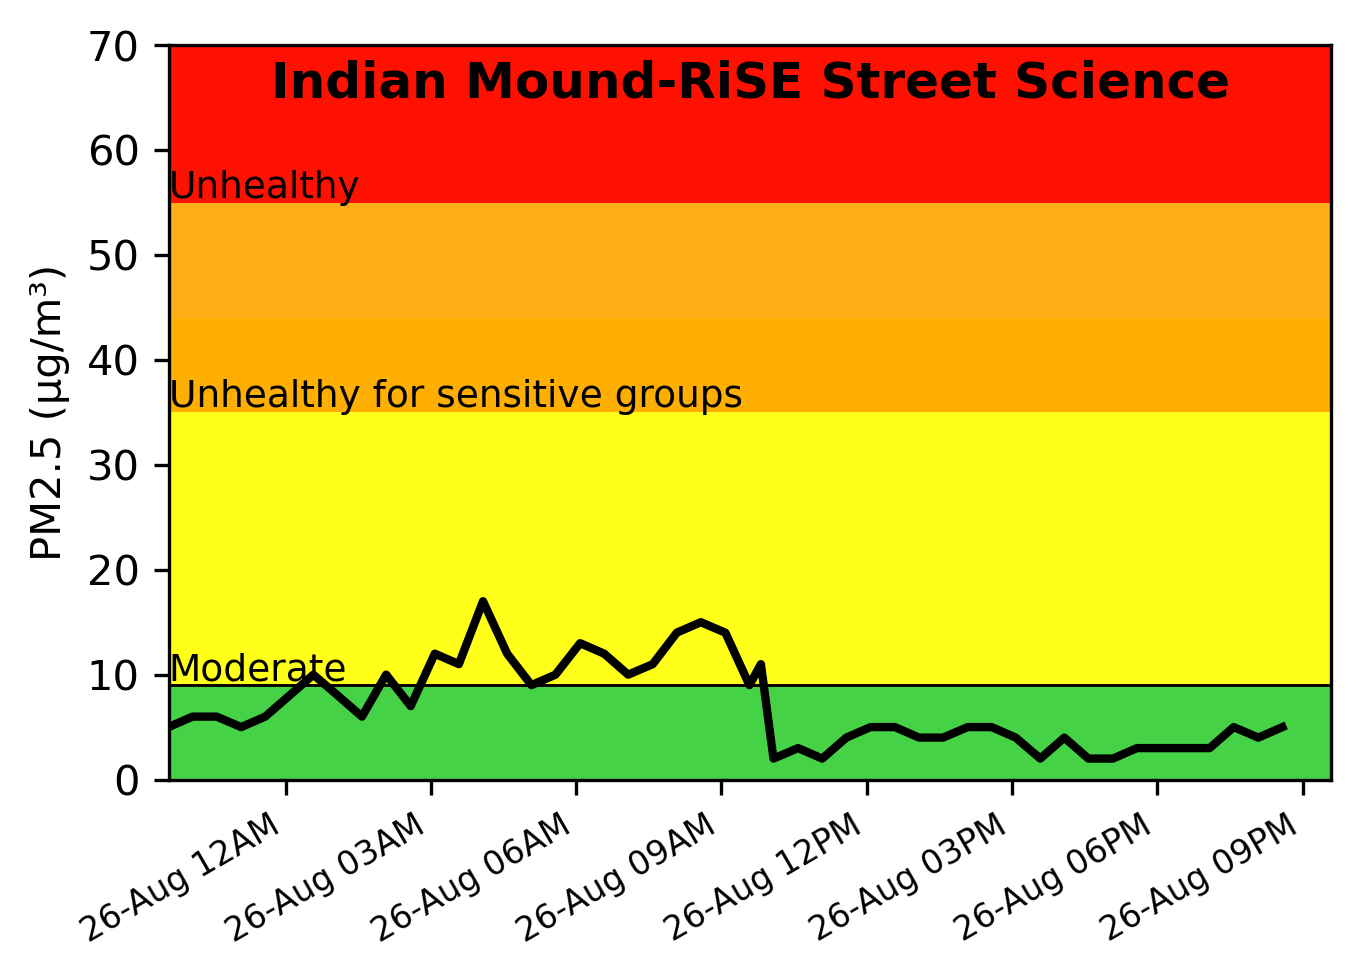 Indian Mound-RiSE Street Science
70
60
50
40
30
20
10
0
PM2.5 (µg/m³)
Unhealthy
Unhealthy for sensitive groups
Moderate
26-Aug 12AM
26-Aug 03AM
26-Aug 06AM
26-Aug 09AM
26-Aug 12PM
26-Aug 03PM
26-Aug 06PM
26-Aug 09PM